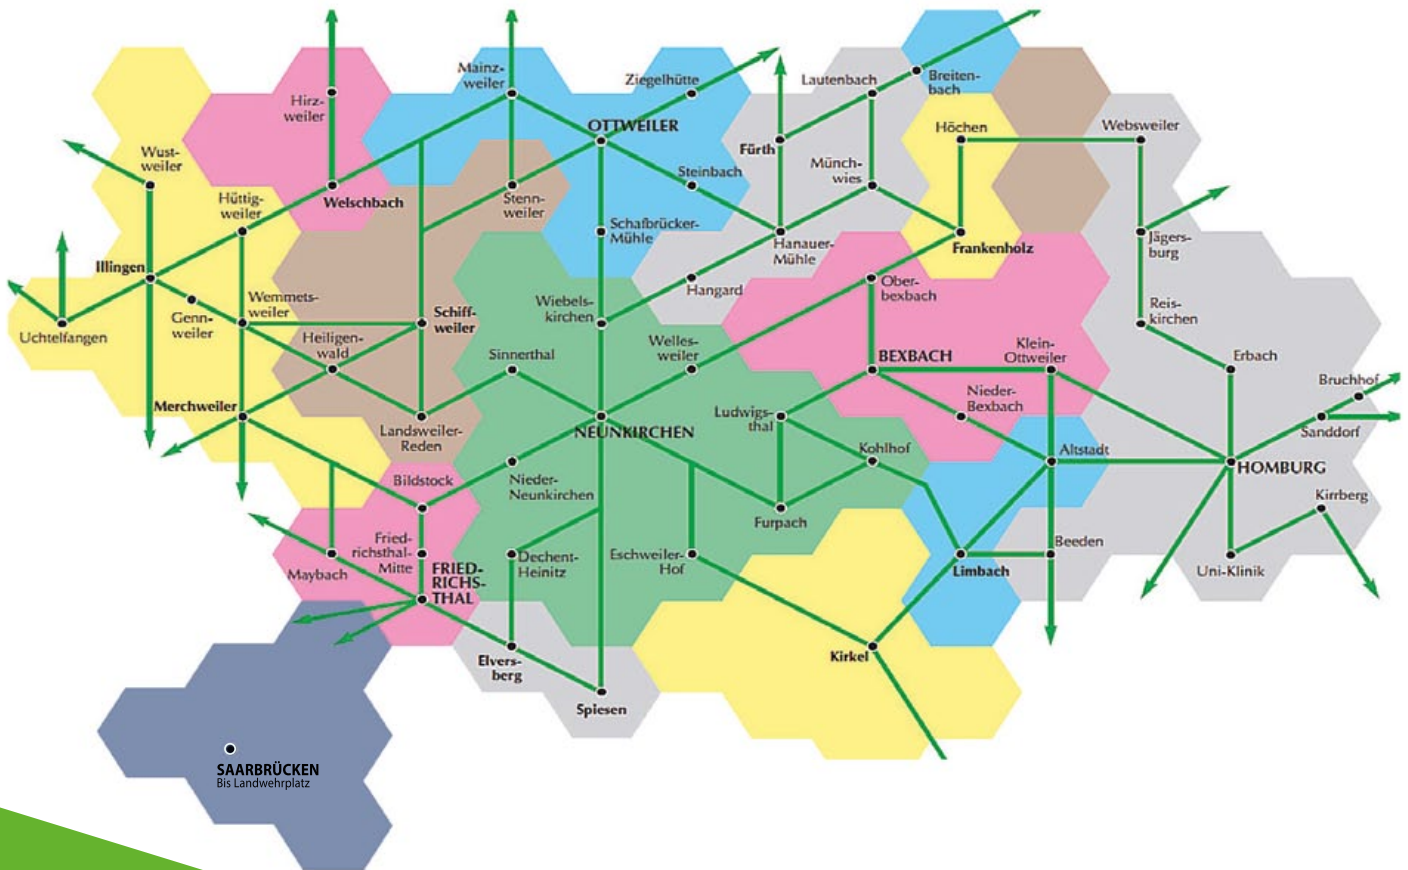 Mainz-
weiler
Ziegelhütte
Lautenbach
Breiten-
bach
Hirz-
weiler
OTTWEILER
Höchen
Websweiler
Fürth
Wust-
weiler
Münch-
wies
Steinbach
Hüttig-
weiler
Welschbach
Stenn-
weiler
Schafbrücker-
Mühle
Hanauer-
Mühle
Frankenholz
Jägers-
burg
Illingen
Hangard
Ober-
bexbach
Genn-
weiler
Wemmets-
weiler
Schiff-
weiler
Wiebels-
kirchen
Reis-
kirchen
Uchtelfangen
Heiligen-
wald
Sinnerthal
Welles-
weiler
BEXBACH
Klein-
Ottweiler
Erbach
Bruchhof
Merchweiler
Landsweiler-
Reden
NEUNKIRCHEN
Ludwigs-
thal
Nieder-
Bexbach
Sanddorf
Kohlhof
Altstadt
HOMBURG
Bildstock
Nieder-
Neunkirchen
Furpach
Kirrberg
Fried-
richsthal-
Mitte
Maybach
FRIED-
RICHS-
THAL
Dechent-
Heinitz
Eschweiler-
Hof
Limbach
Beeden
Uni-Klinik
Elvers-
berg
Kirkel
Spiesen
SAARBRÜCKEN
Bis Landwehrplatz